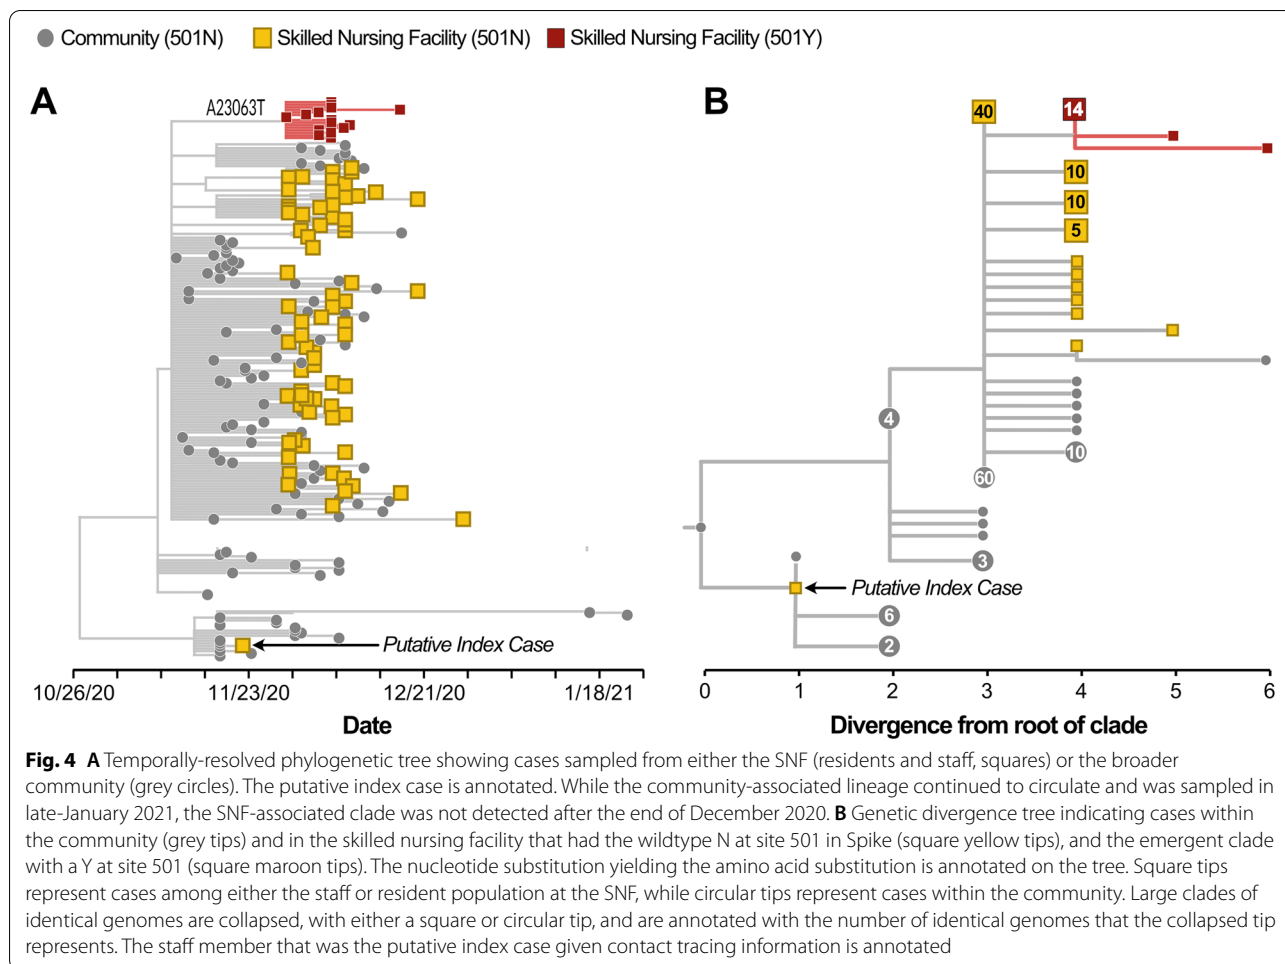 Community (501N) Skilled Nursing Facility (501N) Skilled Nursing Facility (501Y)
A
A23063T
Putative Index Case
10/26/20 11/23/20 12/21/20 1/18/21
Date
B
40
14
10
10
5
4
10
60
3
Putative Index Case
6
2
0 1 2 3 4 5 6
Divergence from root of clade
Fig. 4 A Temporally-resolved phylogenetic tree showing cases sampled from either the SNF (residents and staff, squares) or the broader
community (grey circles). The putative index case is annotated. While the community-associated lineage continued to circulate and was sampled in
late-January 2021, the SNF-associated clade was not detected after the end of December 2020. B Genetic divergence tree indicating cases within
the community (grey tips) and in the skilled nursing facility that had the wildtype N at site 501 in Spike (square yellow tips), and the emergent clade
with a Y at site 501 (square maroon tips). The nucleotide substitution yielding the amino acid substitution is annotated on the tree. Square tips
represent cases among either the staff or resident population at the SNF, while circular tips represent cases within the community. Large clades of
identical genomes are collapsed, with either a square or circular tip, and are annotated with the number of identical genomes that the collapsed tip
represents. The staff member that was the putative index case given contact tracing information is annotated